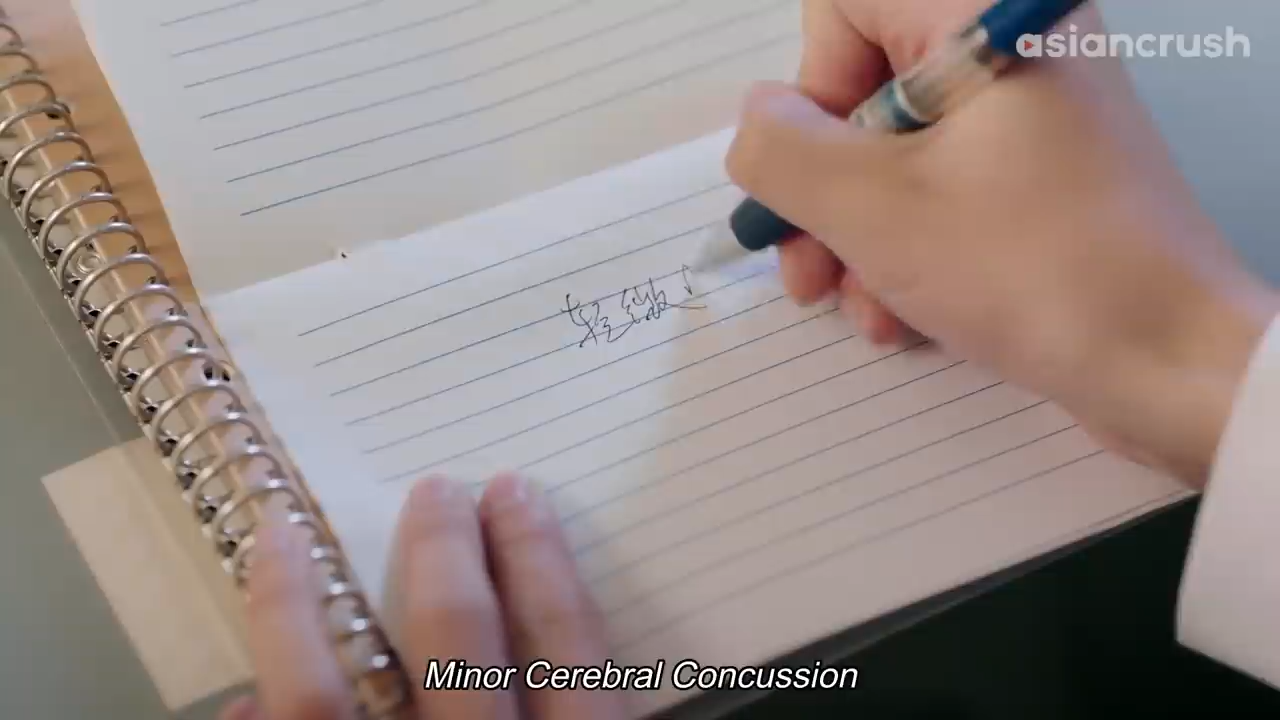 asiancrush
轻微
Minor Cerebral Concussion